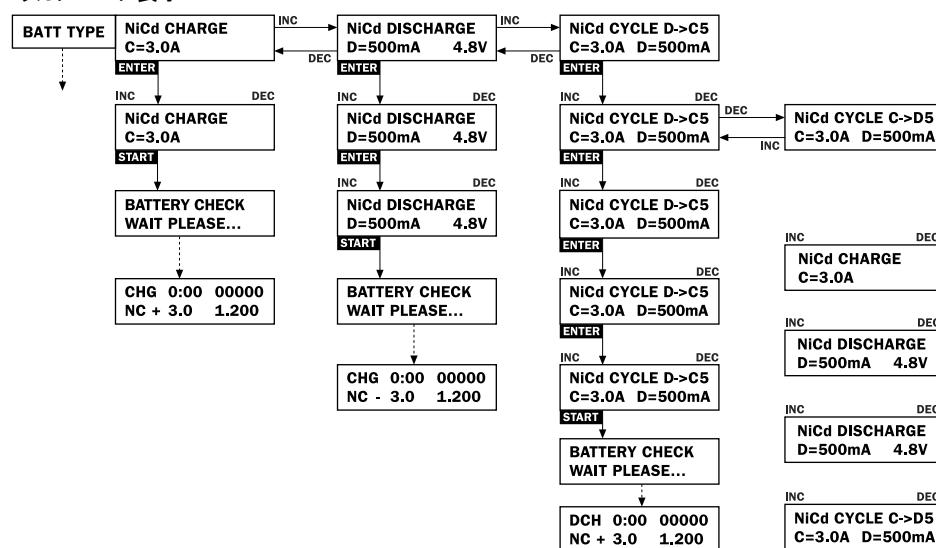 BATT TYPE
NiCd CHARGE
C=3.0A
ENTER
INC
DEC
NiCd DISCHARGE
D=500mA 4.8V
ENTER
INC
DEC
NiCd CYCLE D->C5
C=3.0A D=500mA
ENTER
INC DEC
NiCd CHARGE
C=3.0A
START
INC DEC
NiCd DISCHARGE
D=500mA 4.8V
ENTER
INC DEC
NiCd CYCLE D->C5
C=3.0A D=500mA
ENTER
DEC
INC
NiCd CYCLE C->D5
C=3.0A D=500mA
BATTERY CHECK
WAIT PLEASE...
INC DEC
NiCd DISCHARGE
D=500mA 4.8V
START
INC DEC
NiCd CYCLE D->C5
C=3.0A D=500mA
ENTER
INC DEC
NiCd CHARGE
C=3.0A
CHG 0:00 00000
NC + 3.0 1.200
BATTERY CHECK
WAIT PLEASE...
INC DEC
NiCd CYCLE D->C5
C=3.0A D=500mA
ENTER
INC DEC
NiCd DISCHARGE
D=500mA 4.8V
CHG 0:00 00000
NC - 3.0 1.200
INC DEC
NiCd CYCLE D->C5
C=3.0A D=500mA
START
INC DEC
NiCd DISCHARGE
D=500mA 4.8V
BATTERY CHECK
WAIT PLEASE...
INC DEC
NiCd CYCLE C->D5
C=3.0A D=500mA
DCH 0:00 00000
NC + 3.0 1.200